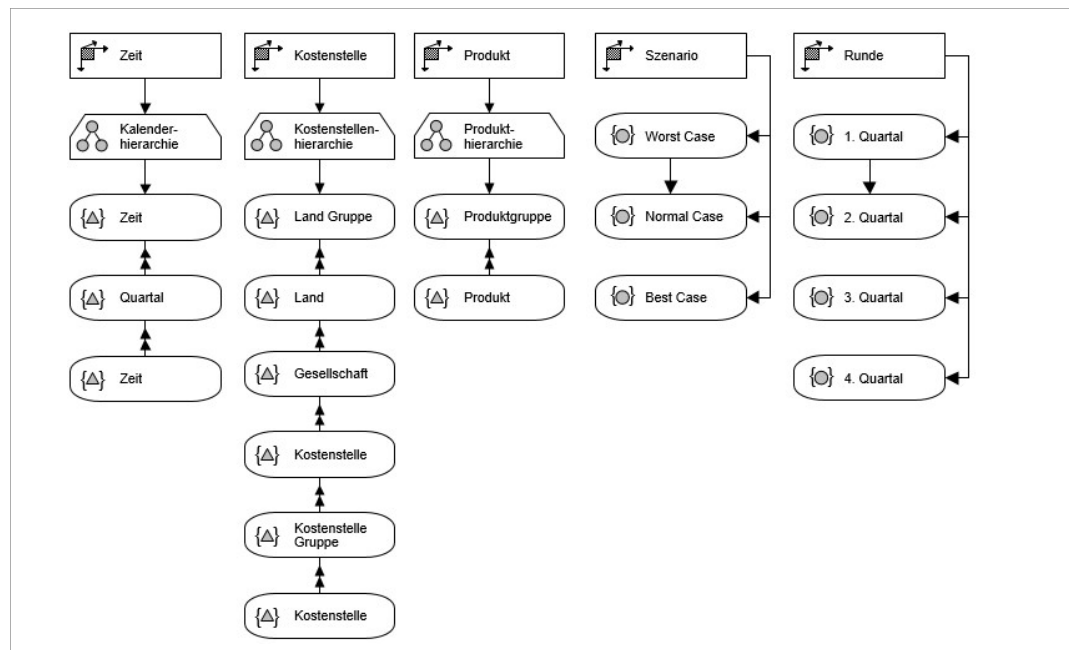 Zeit
Kostenstelle
Produkt
Szenario
Runde
Kalender-
hierarchie
Kostenstellen-
hierarchie
Produkt-
hierarchie
Worst Case
1. Quartal
Zeit
Land Gruppe
Produktgruppe
Normal Case
2. Quartal
Quartal
Land
Produkt
Best Case
3. Quartal
Zeit
Gesellschaft
4. Quartal
Kostenstelle
Kostenstelle
Gruppe
Kostenstelle